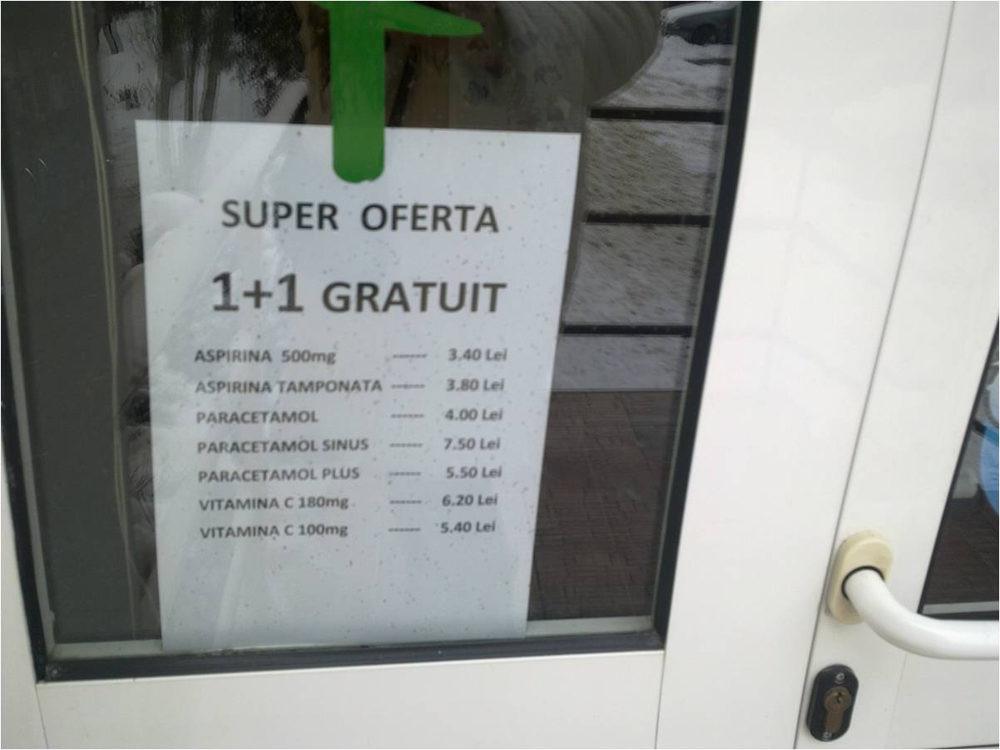 SUPER OFERTA
1+1 GRATUIT
ASPIRINA 500mg ------ 3.40 Lei
ASPIRINA TAMPONATA ------ 3.80 Lei
PARACETAMOL ------ 4.00 Lei
PARACETAMOL SINUS ------ 7.50 Lei
PARACETAMOL PLUS ------ 5.50 Lei
VITAMINA C 180mg ------ 6.20 Lei
VITAMINA C 100mg ------ 5.40 Lei